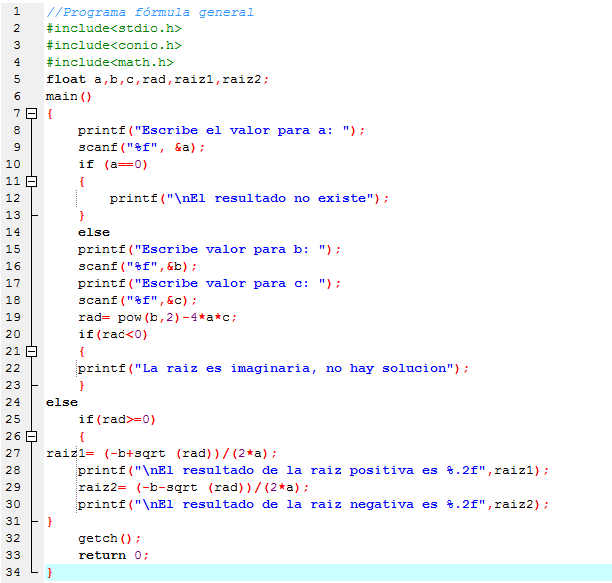 1 //Programa fórmula general
2 #include<stdio.h>
3 #include<conio.h>
4 #include<math.h>
5 float a,b,c,rad,raiz1,raiz2;
6 main()
7 {
8 printf("Escribe el valor para a: ");
9 scanf("%f", &a);
10 if (a==0)
11 {
12 printf("\nEl resultado no existe");
13 }
14 else
15 printf("Escribe valor para b: ");
16 scanf("%f",&b);
17 printf("Escribe valor para c: ");
18 scanf("%f",&c);
19 rad= pow(b,2)-4*a*c;
20 if(rad<0)
21 {
22 printf("La raiz es imaginaria, no hay solucion");
23 }
24 else
25 if(rad>=0)
26 {
27 raiz1= (-b+sqrt (rad))/(2*a);
28 printf("\nEl resultado de la raiz positiva es %.2f",raiz1);
29 raiz2= (-b-sqrt (rad))/(2*a);
30 printf("\nEl resultado de la raiz negativa es %.2f",raiz2);
31 }
32 getch();
33 return 0;
34 }